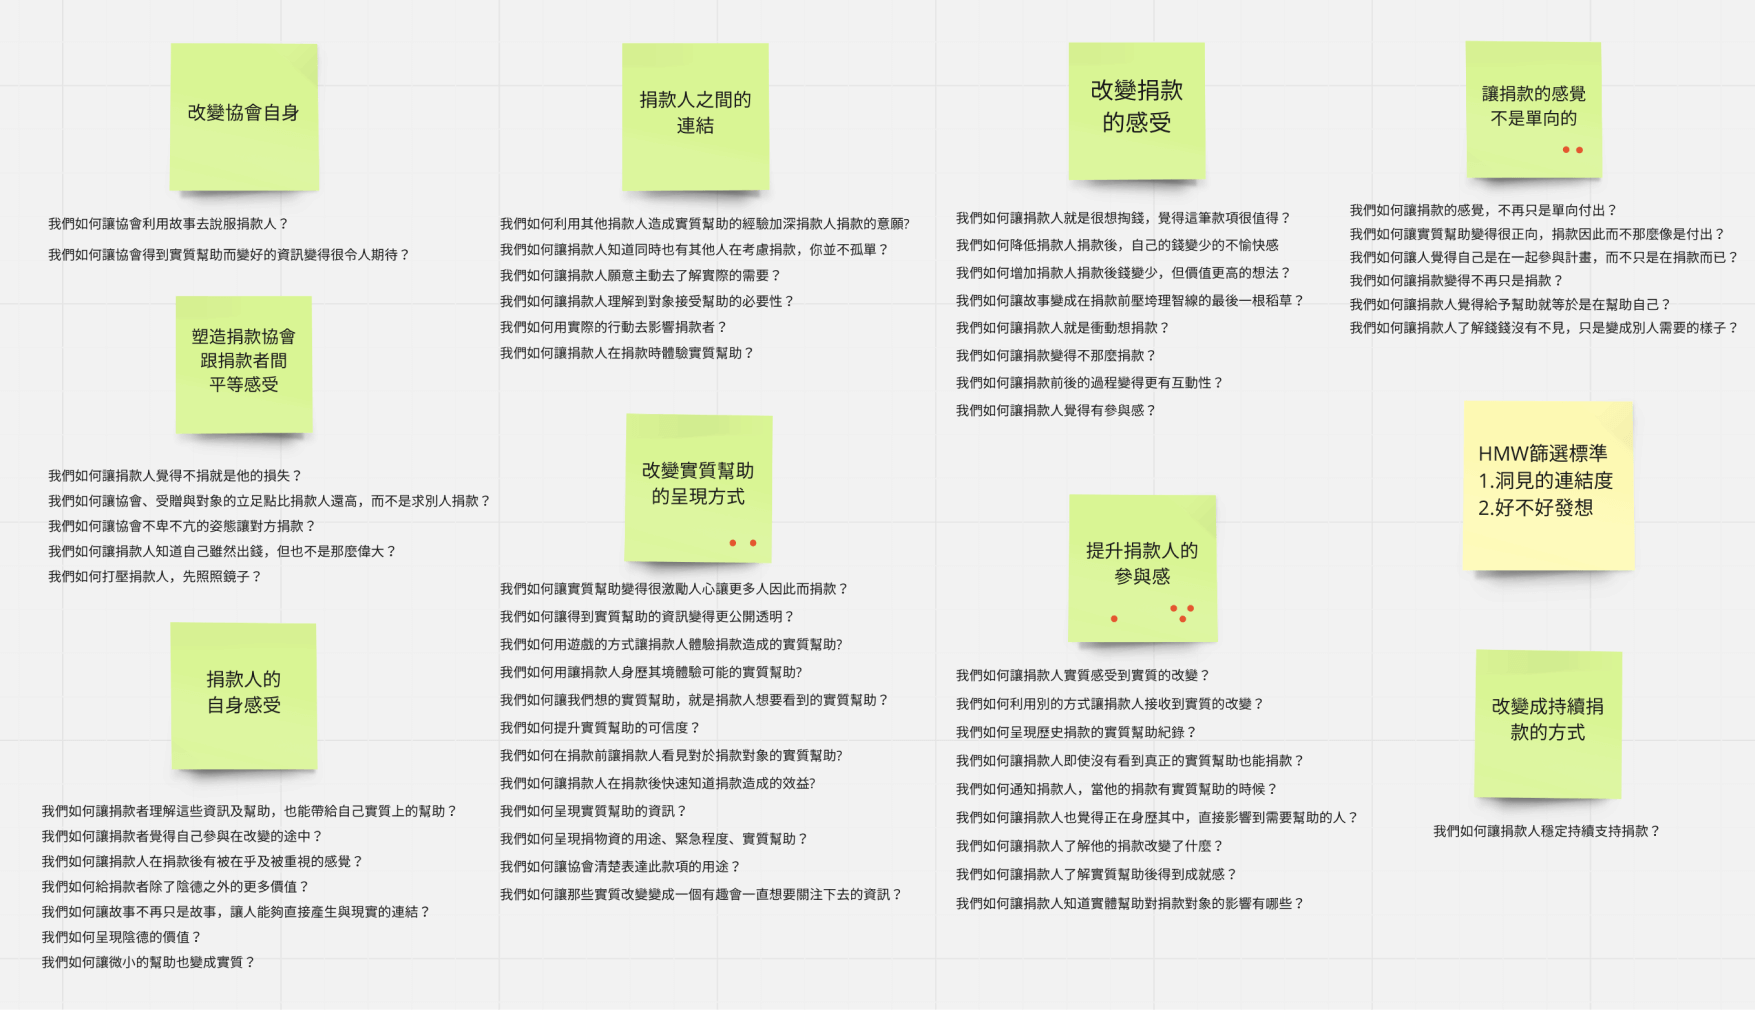 改變協會自身
我們如何讓協會利用故事去說服捐款人？
我們如何讓協會得到實質幫助而變好的資訊變得很令人期待？
塑造捐款協會
跟捐款者間
平等感受
我們如何讓捐款人覺得不捐就是他的損失？
我們如何讓協會、受贈與對象的立足點比捐款人還高，而不是求別人捐款？
我們如何讓協會不卑不亢的姿態讓對方捐款？
我們如何讓捐款人知道自己雖然出錢，但也不是那麼偉大？
我們如何打壓捐款人，先照照鏡子？
捐款人的
自身感受
我們如何讓捐款者理解這些資訊及幫助，也能帶給自己實質上的幫助？
我們如何讓捐款者覺得自己參與在改變的途中？
我們如何讓捐款人在捐款後有被在乎及被重視的感覺？
我們如何給捐款者除了陰德之外的更多價值？
我們如何讓故事不再只是故事，讓人能夠直接產生與現實的連結？
我們如何呈現陰德的價值？
我們如何讓微小的幫助也變成實質？
捐款人之間的
連結
我們如何利用其他捐款人造成實質幫助的經驗加深捐款人捐款的意願?
我們如何讓捐款人知道同時也有其他人在考慮捐款，你並不孤單？
我們如何讓捐款人願意主動去了解實際的需要？
我們如何讓捐款人理解到對象接受幫助的必要性？
我們如何用實際的行動去影響捐款者？
我們如何讓捐款人在捐款時體驗實質幫助？
改變實質幫助
的呈現方式
我們如何讓實質幫助變得很激勵人心讓更多人因此而捐款？
我們如何讓得到實質幫助的資訊變得更公開透明？
我們如何用遊戲的方式讓捐款人體驗捐款造成的實質幫助?
我們如何用讓捐款人身歷其境體驗可能的實質幫助?
我們如何讓我們想的實質幫助，就是捐款人想要看到的實質幫助？
我們如何提升實質幫助的可信度？
我們如何在捐款前讓捐款人看見對於捐款對象的實質幫助?
我們如何讓捐款人在捐款後快速知道捐款造成的效益?
我們如何呈現實質幫助的資訊？
我們如何呈現捐物資的用途、緊急程度、實質幫助？
我們如何讓協會清楚表達此款項的用途？
我們如何讓那些實質改變變成一個有趣會一直想要關注下去的資訊？
改變捐款
的感受
我們如何讓捐款人就是很想掏錢，覺得這筆款項很值得？
我們如何降低捐款人捐款後，自己的錢變少的不愉快感
我們如何增加捐款人捐款後錢變少，但價值更高的想法？
我們如何讓故事變成在捐款前壓垮理智線的最後一根稻草？
我們如何讓捐款人就是衝動想捐款？
我們如何讓捐款變得不那麼捐款？
我們如何讓捐款前後的過程變得更有互動性？
我們如何讓捐款人覺得有參與感？
提升捐款人的
參與感
我們如何讓捐款人實質感受到實質的改變？
我們如何利用別的方式讓捐款人接收到實質的改變？
我們如何呈現歷史捐款的實質幫助紀錄？
我們如何讓捐款人即使沒有看到真正的實質幫助也能捐款？
我們如何通知捐款人，當他的捐款有實質幫助的時候？
我們如何讓捐款人也覺得正在身歷其中，直接影響到需要幫助的人？
我們如何讓捐款人了解他的捐款改變了什麼？
我們如何讓捐款人了解實質幫助後得到成就感？
我們如何讓捐款人知道實體幫助對捐款對象的影響有哪些？
讓捐款的感覺
不是單向的
我們如何讓捐款的感覺，不再只是單向付出？
我們如何讓實質幫助變得很正向，捐款因此而不那麼像是付出？
我們如何讓人覺得自己是在一起參與計畫，而不只是在捐款而已？
我們如何讓捐款變得不再只是捐款？
我們如何讓捐款人覺得給予幫助就等於是在幫助自己？
我們如何讓捐款人了解錢錢沒有不見，只是變成別人需要的樣子？
HMW篩選標準
1.洞見的連結度
2.好不好發想
改變成持續捐
款的方式
我們如何讓捐款人穩定持續支持捐款？